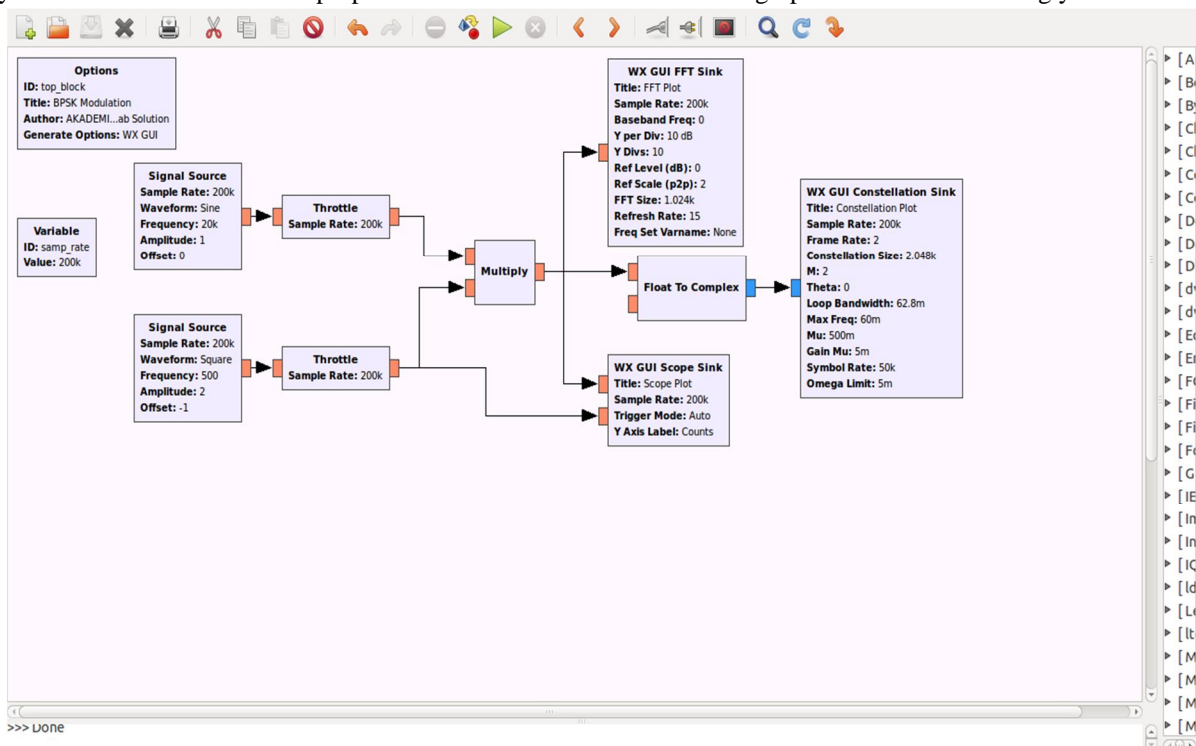 Options
ID: top_block
Title: BPSK Modulation
Author: AKADEMI...ab Solution
Generate Options: WX GUI
Variable
ID: samp_rate
Value: 200k
Signal Source
Sample Rate: 200k
Waveform: Sine
Frequency: 20k
Amplitude: 1
Offset: 0
Throttle
Sample Rate: 200k
Signal Source
Sample Rate: 200k
Waveform: Square
Frequency: 500
Amplitude: 2
Offset: -1
Throttle
Sample Rate: 200k
Multiply
WX GUI FFT Sink
Title: FFT Plot
Sample Rate: 200k
Baseband Freq: 0
Y per Div: 10 dB
Y Divs: 10
Ref Level (dB): 0
Ref Scale (p2p): 2
FFT Size: 1.024k
Refresh Rate: 15
Freq Set Varname: None
Float To Complex
WX GUI Scope Sink
Title: Scope Plot
Sample Rate: 200k
Trigger Mode: Auto
Y Axis Label: Counts
WX GUI Constellation Sink
Title: Constellation Plot
Sample Rate: 200k
Frame Rate: 2
Constellation Size: 2.048k
M: 2
Theta: 0
Loop Bandwidth: 62.8m
Max Freq: 60m
Mu: 500m
Gain Mu: 5m
Symbol Rate: 50k
Omega Limit: 5m
>>> Done